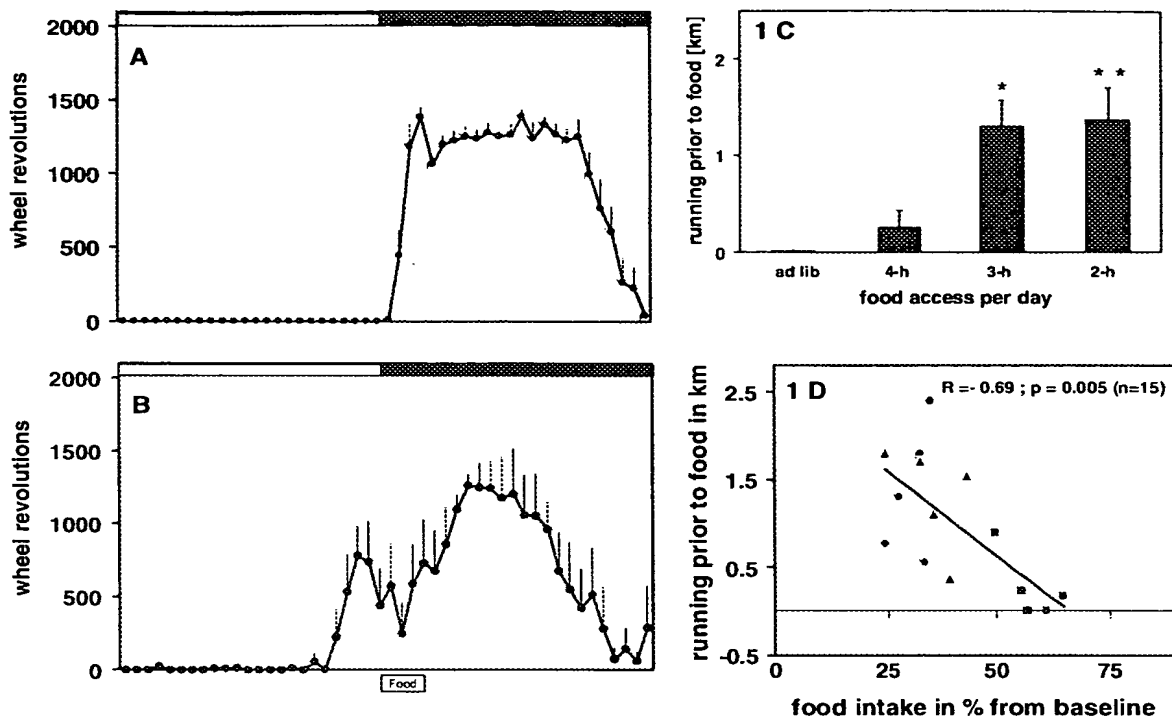 A
2000
1500
1000
500
0
wheel revolutions
B
2000
1500
1000
500
0
wheel revolutions
Food
1 C
2
1
0
running prior to food [km]
*
* *
ad lib 4-h 3-h 2-h
food access per day
1 D
R =- 0.69 ; p = 0.005 (n=15)
2.5
1.5
0.5
-0.5
running prior to food in km
0 25 50 75
food intake in % from baseline